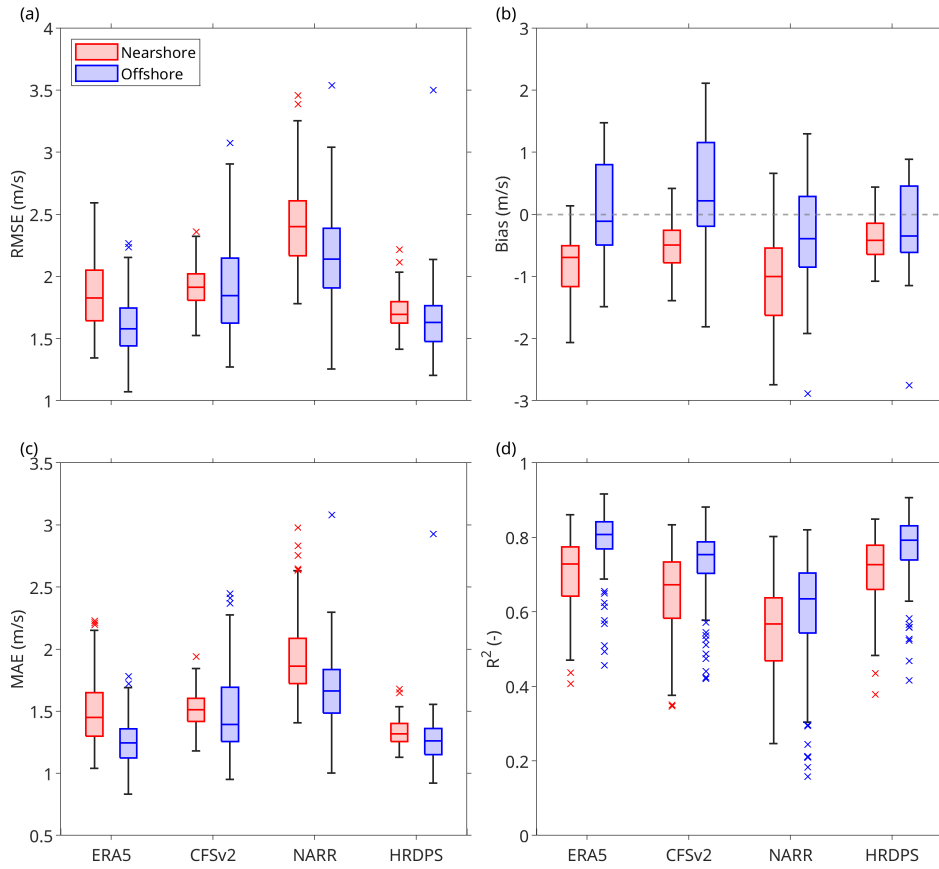 (a)
4
3.5
3
2.5
2
1.5
1
RMSE (m/s)
Nearshore
Offshore
(b)
3
2
1
0
-1
-2
-3
Bias (m/s)
(c)
3.5
3
2.5
2
1.5
1
0.5
MAE (m/s)
ERA5 CFSv2 NARR HRDPS
(d)
1
0.8
0.6
0.4
0.2
0
R² (-)
ERA5 CFSv2 NARR HRDPS